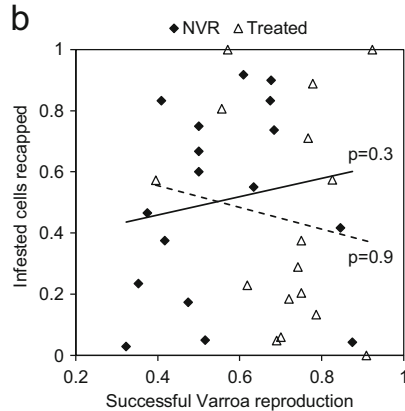 b
◆ NVR △ Treated
1
0.8
0.6
0.4
0.2
0
Infested cells recapped
p=0.3
p=0.9
0.2 0.4 0.6 0.8 1
Successful Varroa reproduction